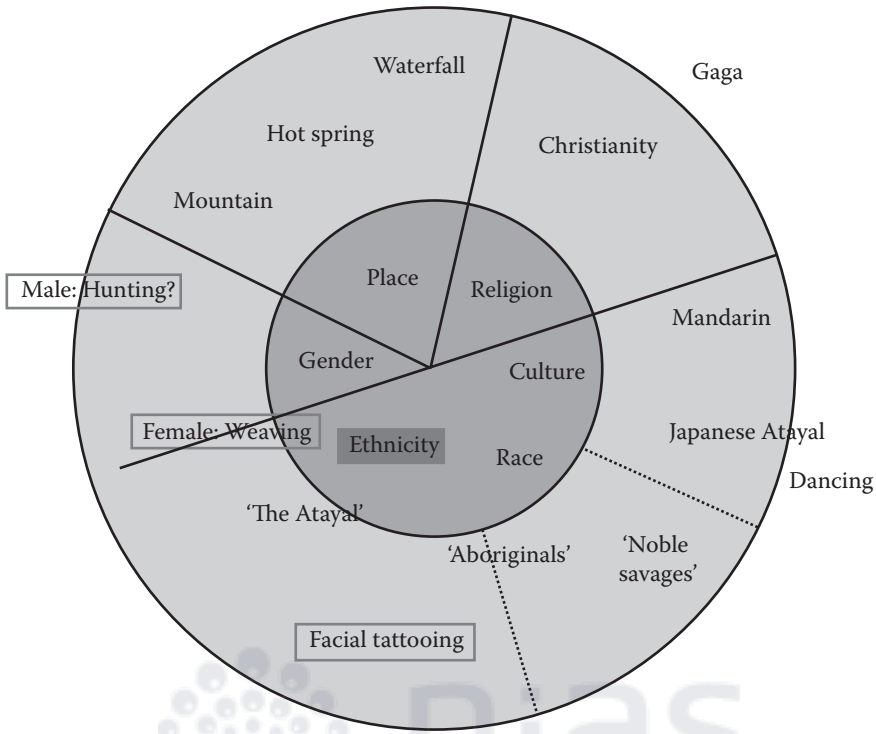 Waterfall
Gaga
Hot spring
Christianity
Mountain
Place
Religion
Male: Hunting?
Mandarin
Gender
Culture
Female: Weaving
Japanese Atayal
Ethnicity
Race
Dancing
‘The Atayal’
‘Aboriginals’
‘Noble
savages’
Facial tattooing
nias